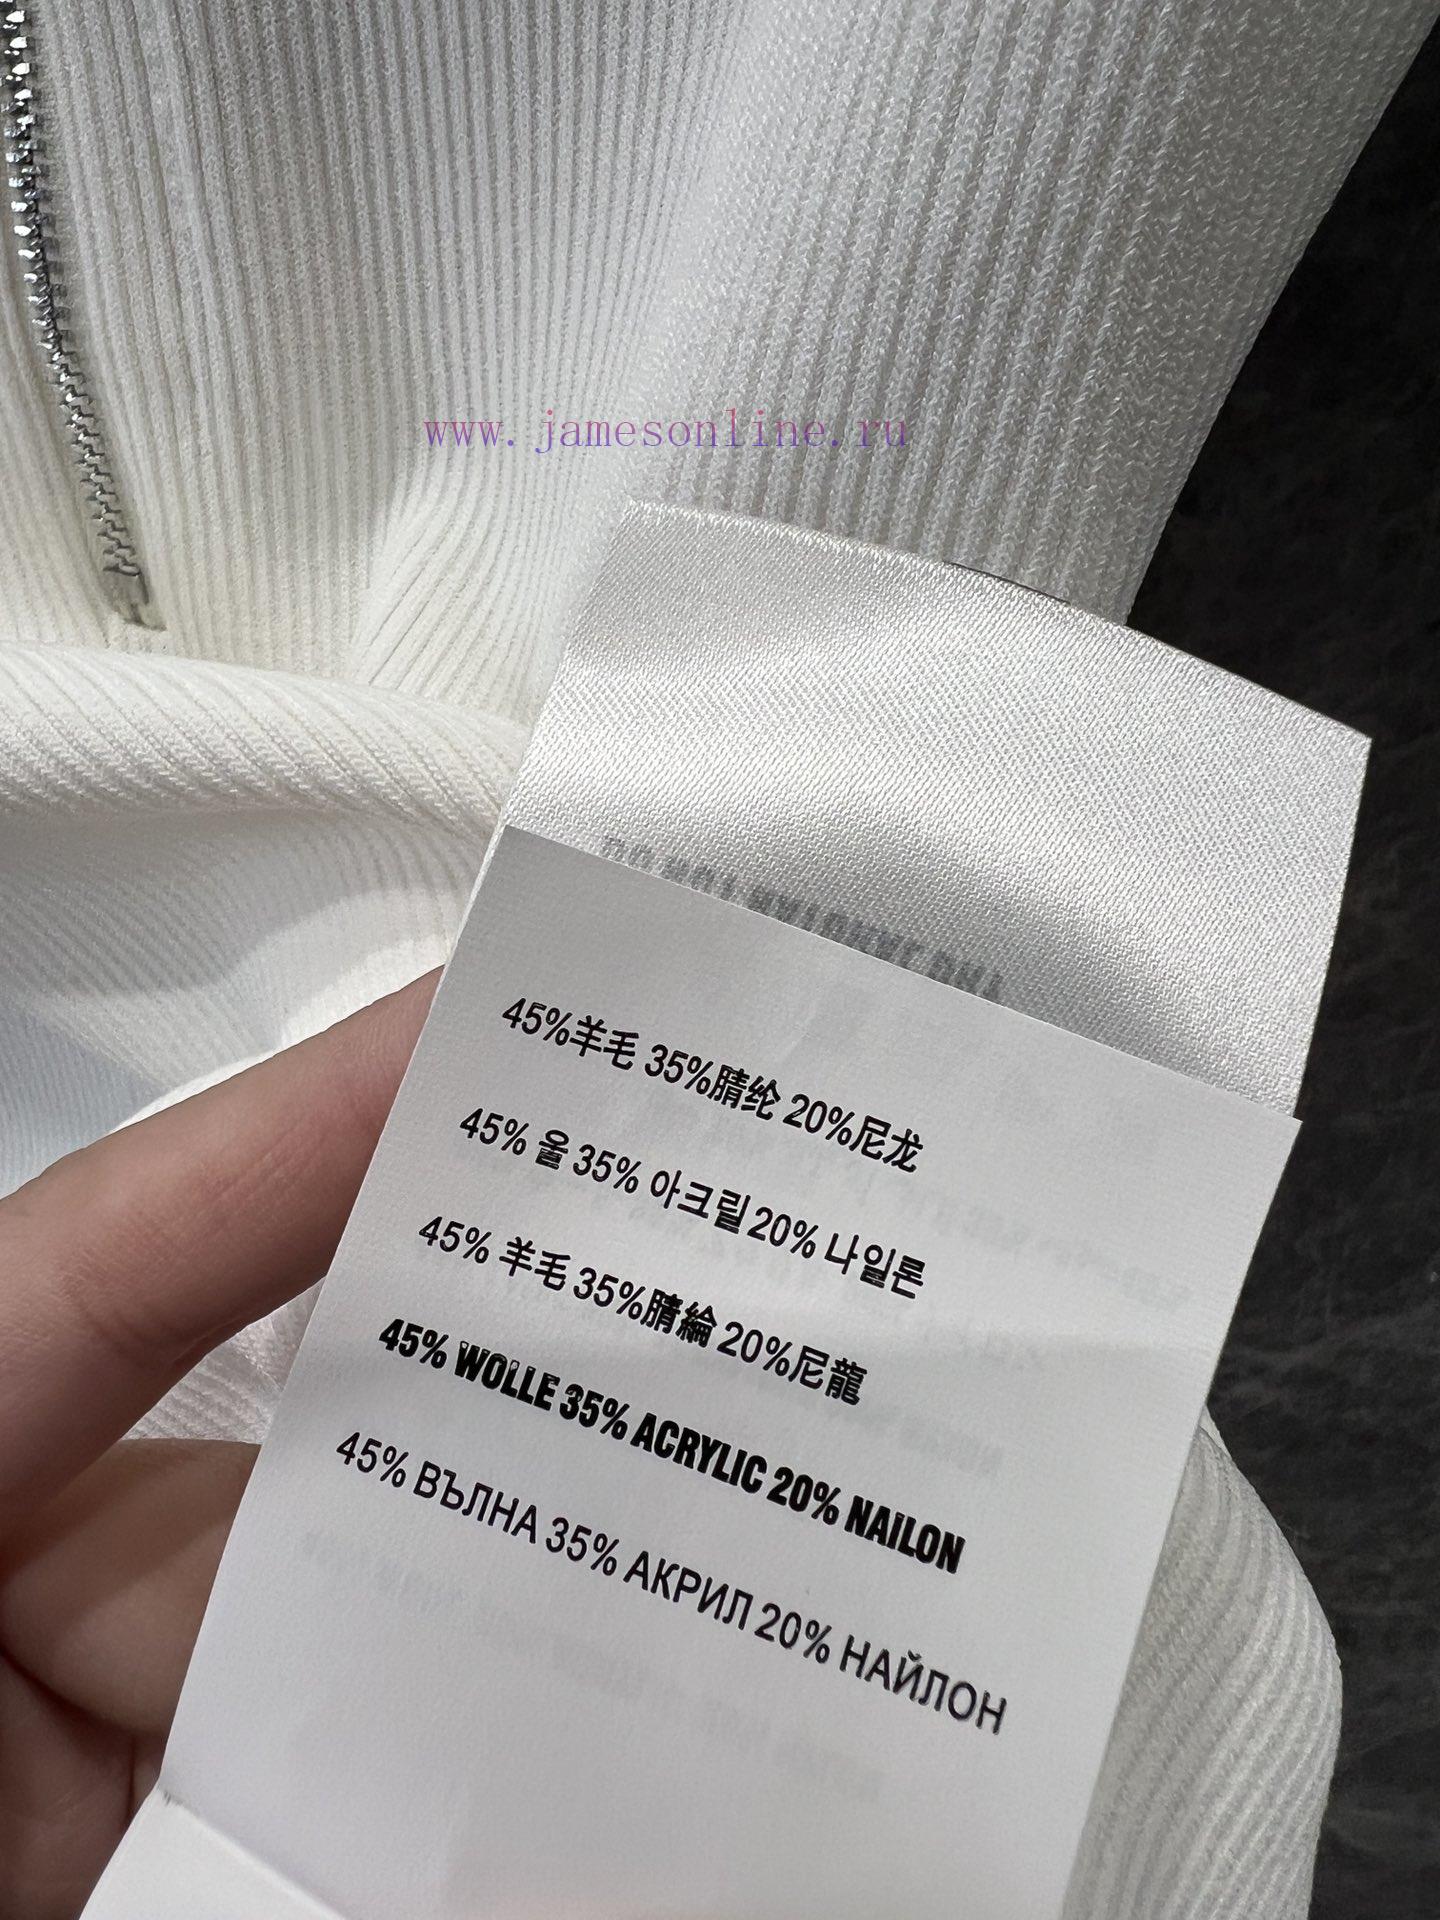 www.jamesonline.ru
45%羊毛 35%腈纶 20%尼龙
45% 울 35% 아크릴 20% 나일론
45% 羊毛 35%腈綸 20%尼龍
45% WOLLE 35% ACRYLIC 20% NAILON
45% ВЪЛНА 35% АКРИЛ 20% НАЙЛОН